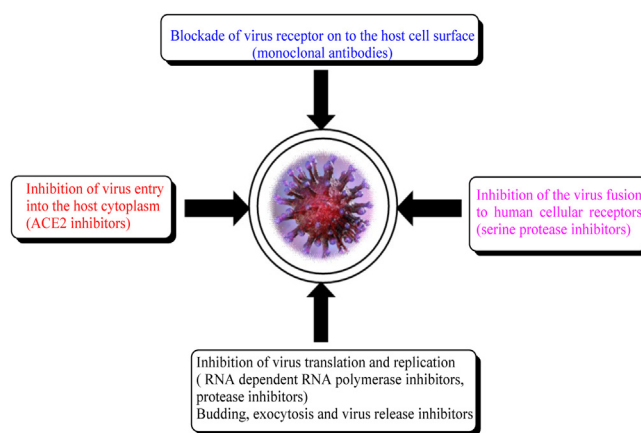 Blockade of virus receptor on to the host cell surface
(monoclonal antibodies)
Inhibition of virus entry
into the host cytoplasm
(ACE2 inhibitors)
Inhibition of the virus fusion
to human cellular receptors
(serine protease inhibitors)
Inhibition of virus translation and replication
( RNA dependent RNA polymerase inhibitors,
protease inhibitors)
Budding, exocytosis and virus release inhibitors